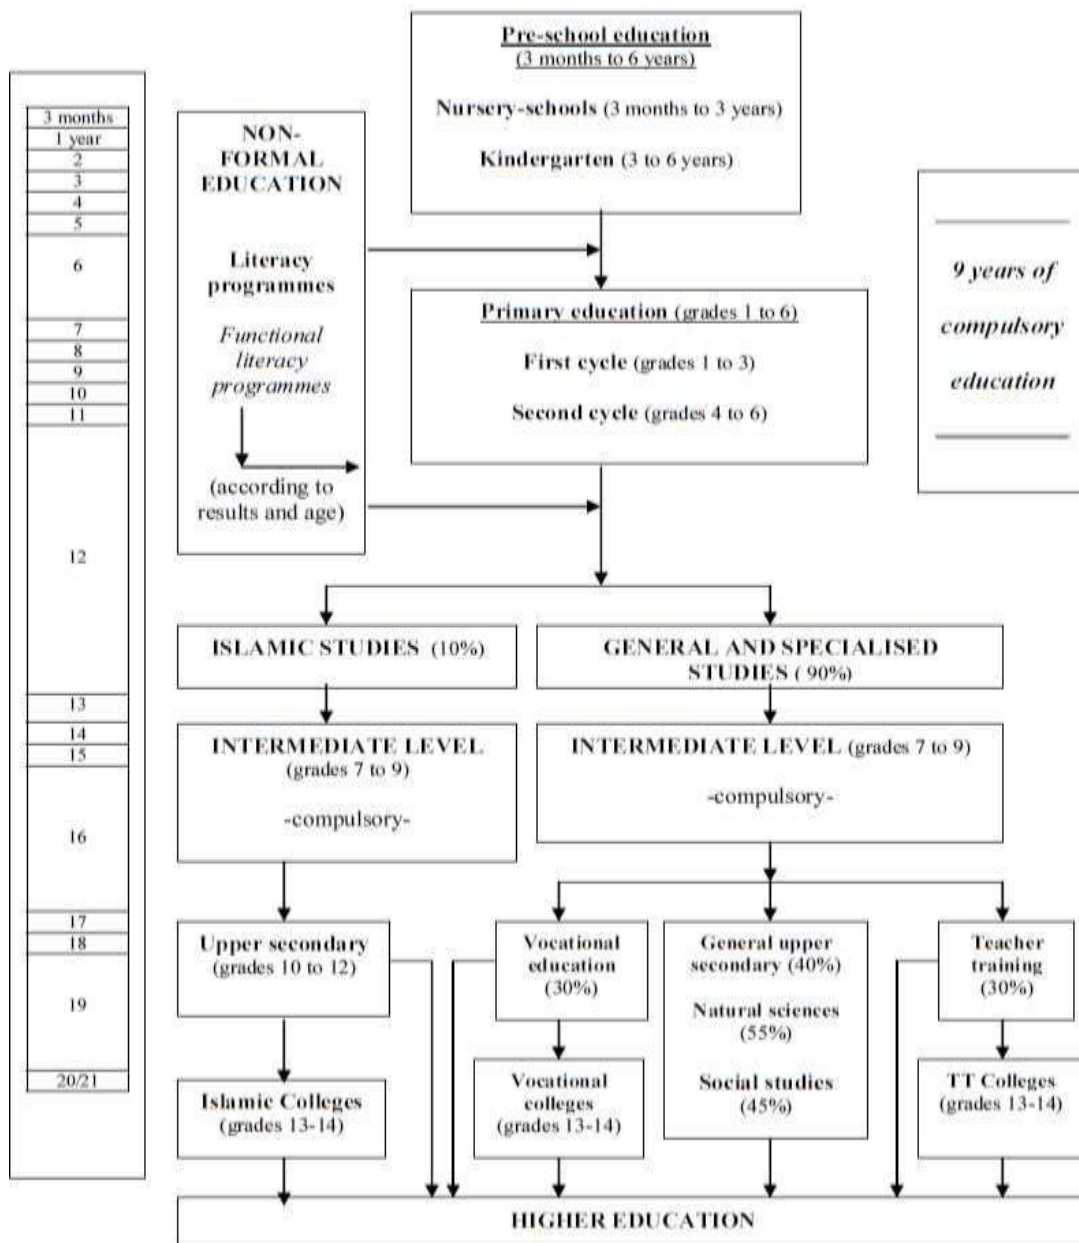 Pre-school education
(3 months to 6 years)
Nursery-schools (3 months to 3 years)
Kindergarten (3 to 6 years)
3 months
1 year
2
3
4
5
6
7
8
9
10
11
12
13
14
15
16
17
18
19
20/21
NON-
FORMAL
EDUCATION
Literacy
programmes
Functional
literacy
programmes
(according to
results and age)
9 years of
compulsory
education
Primary education (grades 1 to 6)
First cycle (grades 1 to 3)
Second cycle (grades 4 to 6)
ISLAMIC STUDIES (10%)
GENERAL AND SPECIALISED
STUDIES ( 90%)
INTERMEDIATE LEVEL
(grades 7 to 9)
-compulsory-
INTERMEDIATE LEVEL (grades 7 to 9)
-compulsory-
Upper secondary
(grades 10 to 12)
Vocational
education
(30%)
General upper
secondary (40%)
Natural sciences
(55%)
Social studies
(45%)
Teacher
training
(30%)
Islamic Colleges
(grades 13-14)
Vocational
colleges
(grades 13-14)
TT Colleges
(grades 13-14)
HIGHER EDUCATION